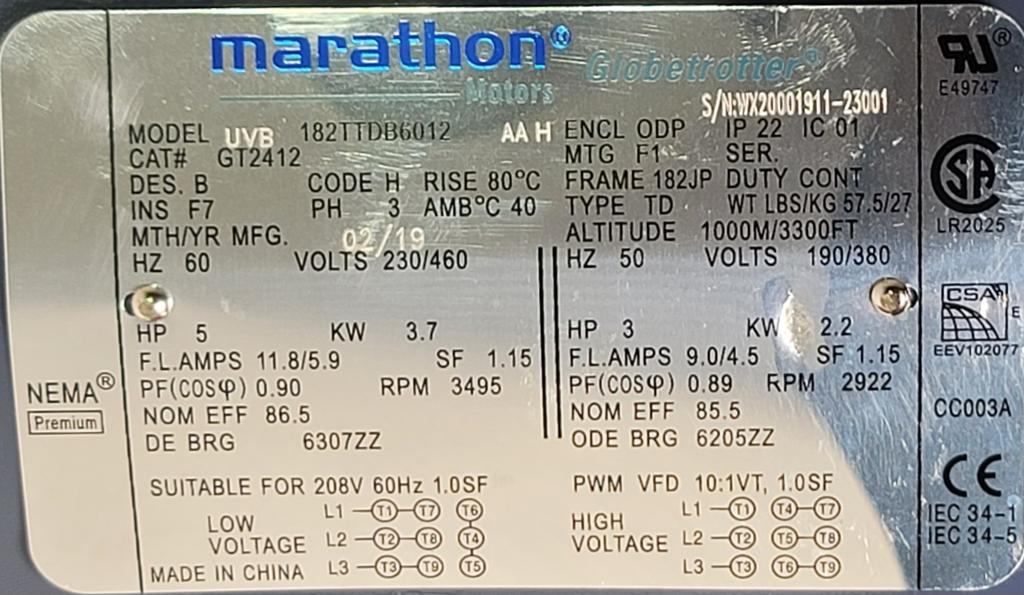 marathon®
Motors
Globetrotter®
S/N:WX20001911-23001
MODEL UVB 182TTDB6012 AA H
CAT# GT2412
DES. B CODE H RISE 80°C
INS F7 PH 3 AMB°C 40
MTH/YR MFG. 02/19
ENCL ODP IP 22 IC 01
MTG F1 SER.
FRAME 182JP DUTY CONT
TYPE TD WT LBS/KG 57.5/27
ALTITUDE 1000M/3300FT
HZ 60 VOLTS 230/460
HP 5 KW 3.7
F.L.AMPS 11.8/5.9 SF 1.15
PF(COSφ) 0.90 RPM 3495
NOM EFF 86.5
DE BRG 6307ZZ
HZ 50 VOLTS 190/380
HP 3 KW 2.2
F.L.AMPS 9.0/4.5 SF 1.15
PF(COSφ) 0.89 RPM 2922
NOM EFF 85.5
ODE BRG 6205ZZ
NEMA®
Premium
SUITABLE FOR 208V 60Hz 1.0SF
LOW VOLTAGE
L1 T1 T7 T6
L2 T2 T8 T4
L3 T3 T9 T5
MADE IN CHINA
PWM VFD 10:1VT, 1.0SF
HIGH VOLTAGE
L1 T1 T4 T7
L2 T2 T5 T8
L3 T3 T6 T9
RU®
E49747
SA
LR2025
CSA
E
EEV102077
CC003A
CE
IEC 34-1
IEC 34-5